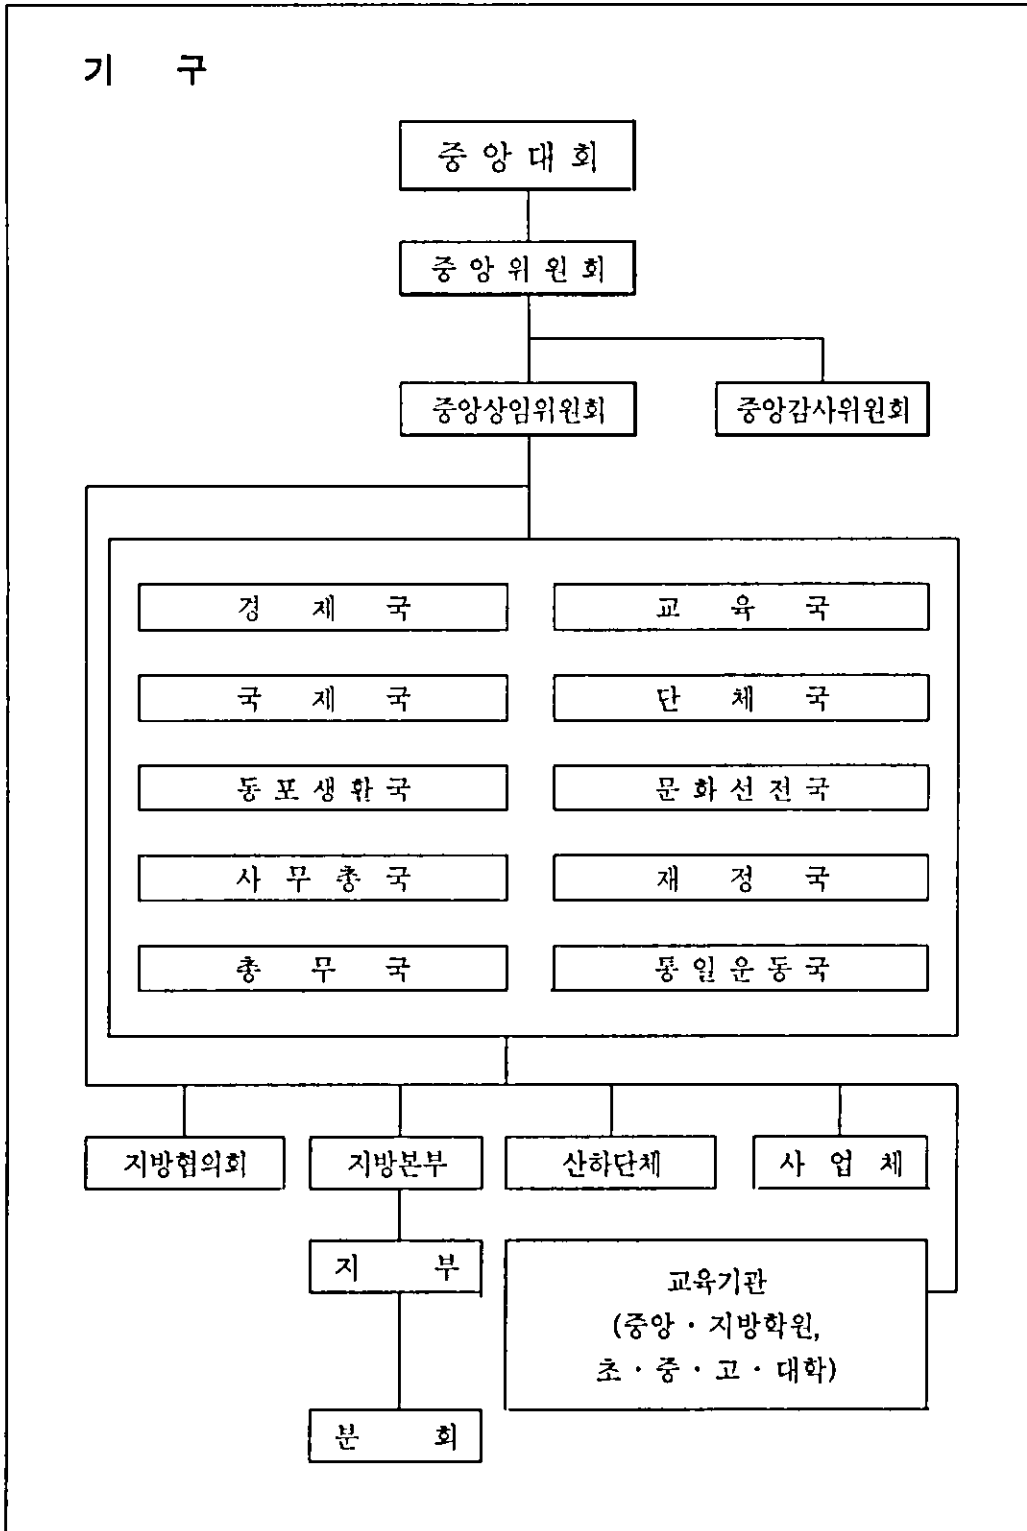 기 구
중앙대회
중앙위원회
중앙상임위원회 중앙감사위원회
경제국 교육국
국제국 단체국
동포생환국 문화선전국
사무총국 재정국
총무국 통일운동국
지방협의회 지방본부 산하단체 사업체
지부
교육기관
(중앙·지방학원,
초·중·고·대학)
분회